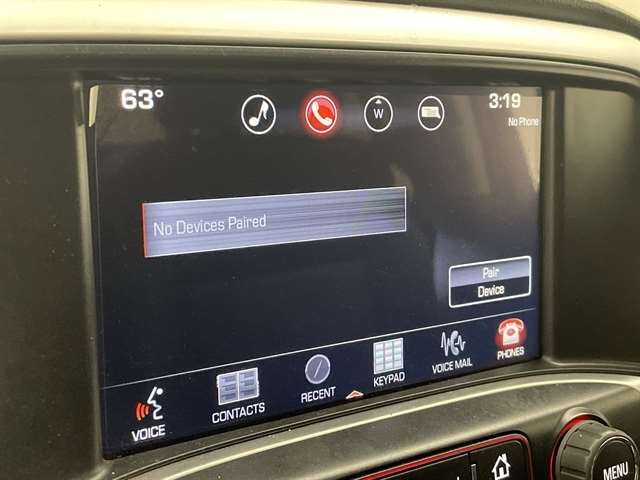 63°
W
3:19
No Phone
No Devices Paired
Pair
Device
VOICE
CONTACTS
RECENT
KEYPAD
VOICE MAIL
PHONES
MENU